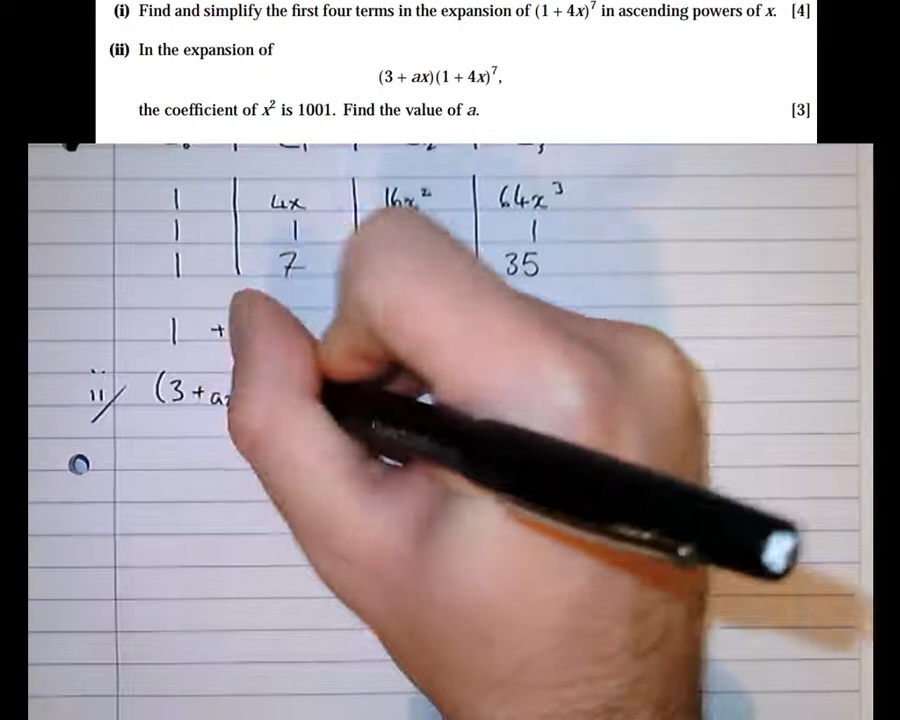 (i) Find and simplify the first four terms in the expansion of (1 + 4x)⁷ in ascending powers of x. [4]
(ii) In the expansion of
(3 + ax)(1 + 4x)⁷,
the coefficient of x² is 1001. Find the value of a. [3]
1 | 4x | 16x² | 64x³
1 | 1 | 1
1 | 7 35
1 +
ii/ (3 + a